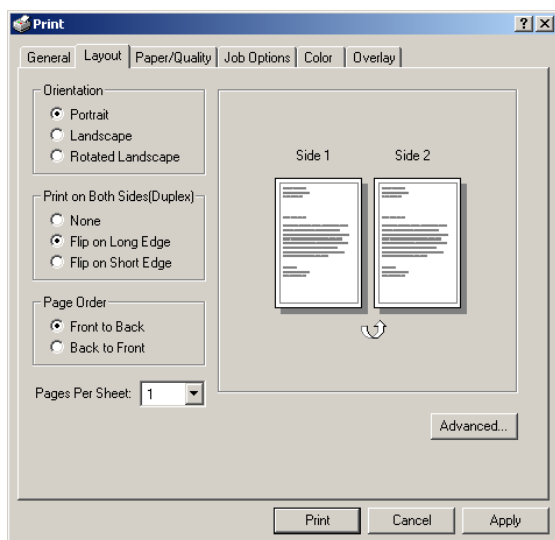 Print
General Layout Paper/Quality Job Options Color Overlay
Orientation
Portrait
Landscape
Rotated Landscape
Print on Both Sides(Duplex)
None
Flip on Long Edge
Flip on Short Edge
Page Order
Front to Back
Back to Front
Pages Per Sheet: 1
Side 1 Side 2
Advanced...
Print Cancel Apply